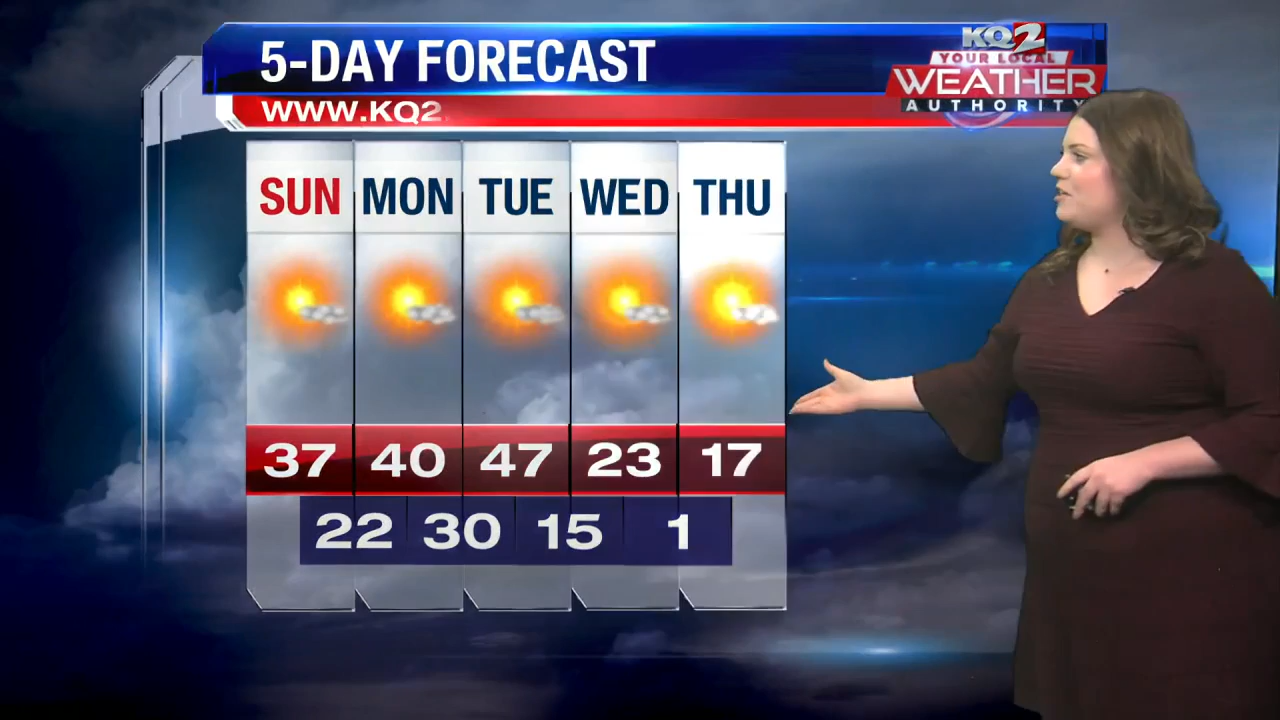 5-DAY FORECAST
WWW.KQ2
KQ2
YOUR LOCAL
WEATHER
AUTHORITY
SUN MON TUE WED THU
37 40 47 23 17
22 30 15 1